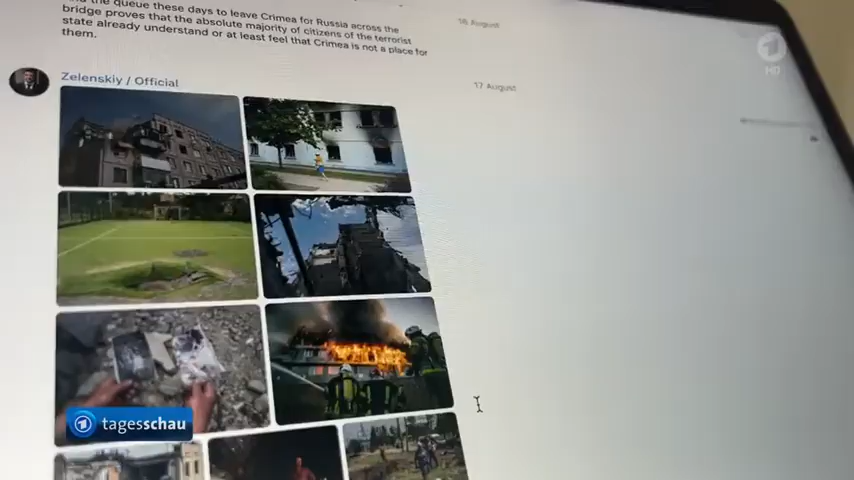 the queue these days to leave Crimea for Russia across the
bridge proves that the absolute majority of citizens of the terrorist
state already understand or at least feel that Crimea is not a place for
them.
16 August
Zelenskiy / Official
17 August
1 HD
tagesschau